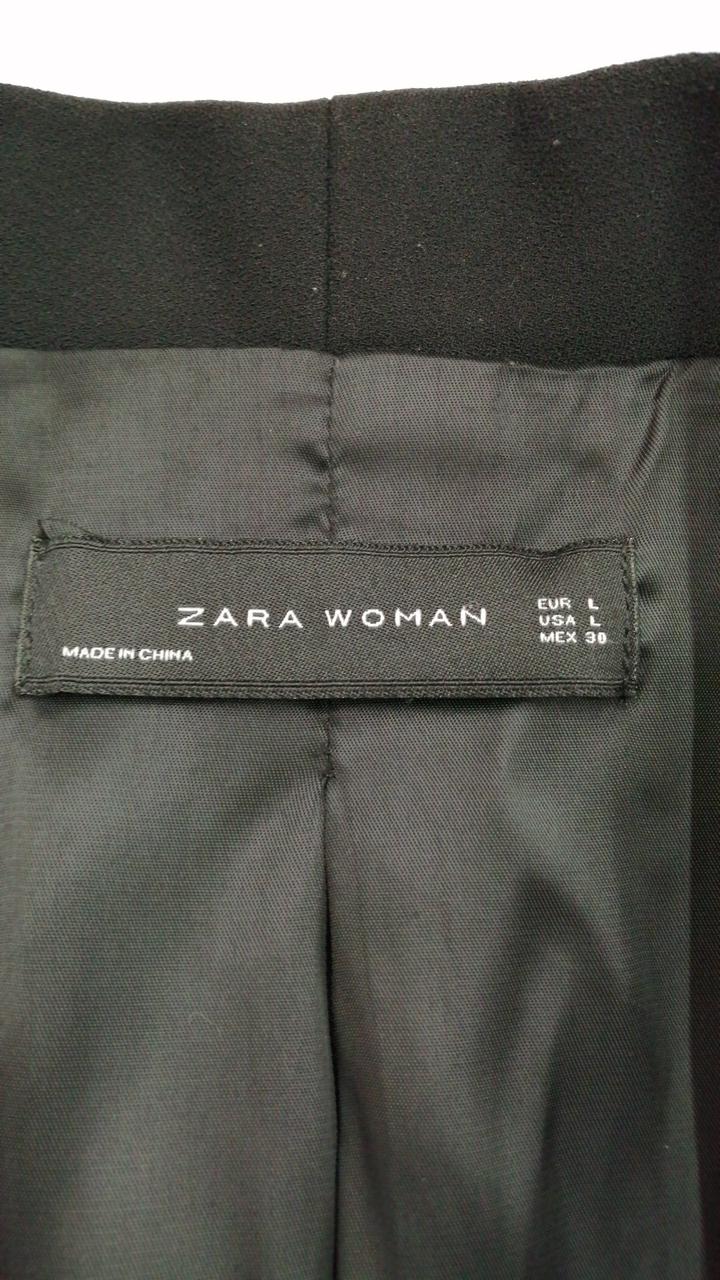 ZARA WOMAN
MADE IN CHINA
EUR L
USA L
MEX 30